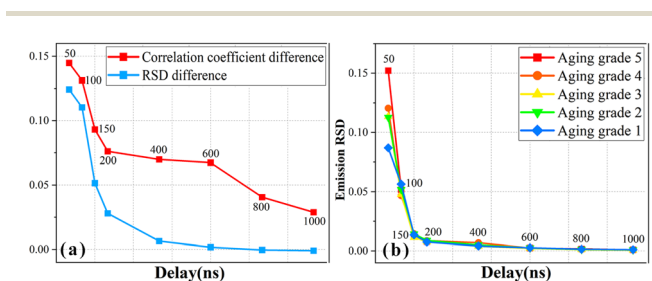 0.15
0.10
0.05
0.00
50
100
150
200
400
600
800
1000
Correlation coefficient difference
RSD difference
(a)
Delay(ns)
Emission RSD
0.15
0.10
0.05
0.00
50
100
150
200
400
600
800
1000
Aging grade 5
Aging grade 4
Aging grade 3
Aging grade 2
Aging grade 1
(b)
Delay(ns)